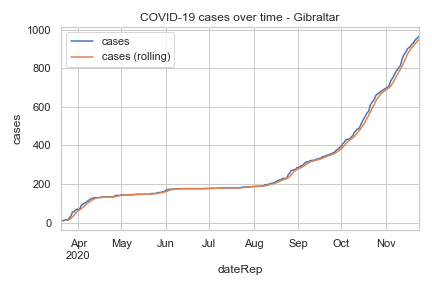 COVID-19 cases over time - Gibraltar
cases
cases (rolling)
1000
800
600
400
200
0
cases
Apr
2020
May
Jun
Jul
Aug
Sep
Oct
Nov
dateRep